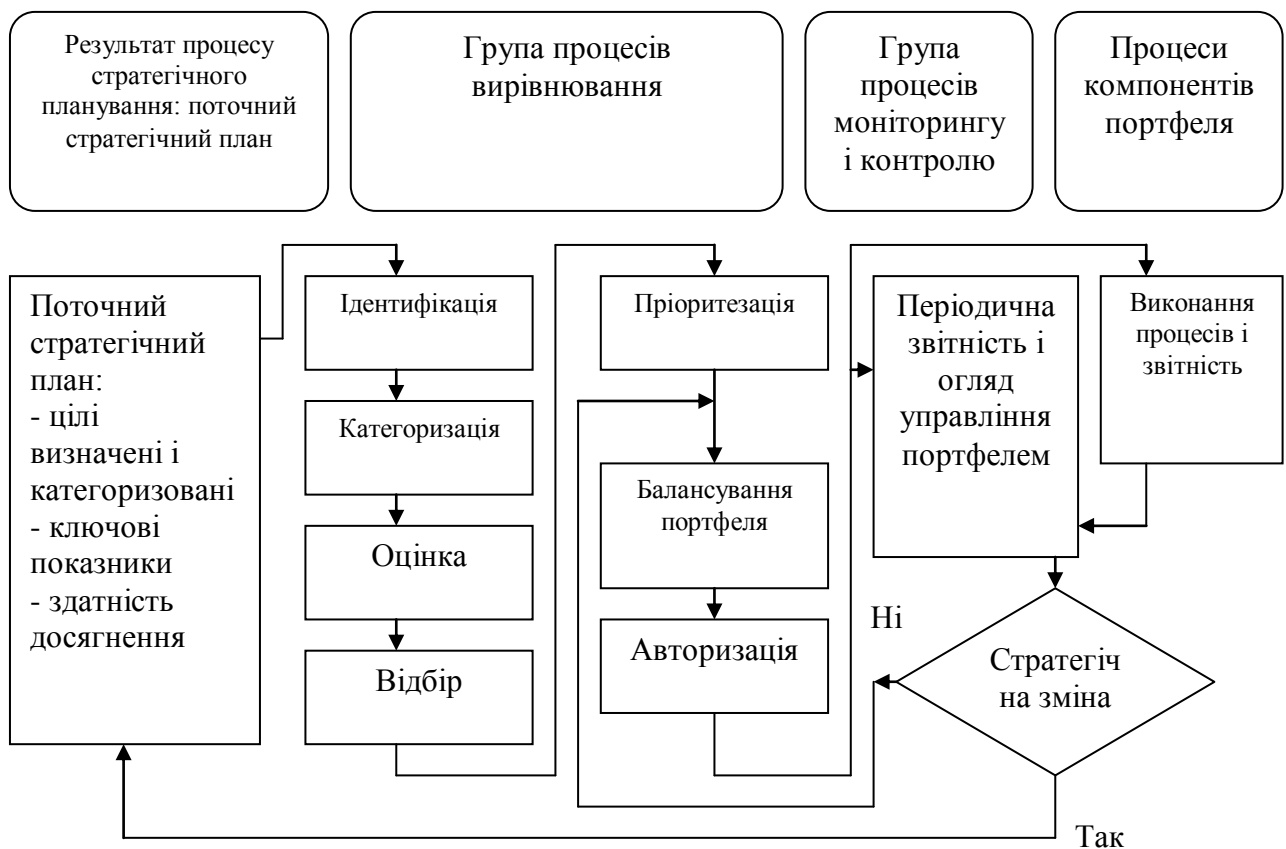 Результат процесу
стратегічного
планування: поточний
стратегічний план
Група процесів
вирівнювання
Група
процесів
моніторингу
і контролю
Процеси
компонентів
портфеля
Поточний
стратегічний
план:
- цілі
визначені і
категоризовані
- ключові
показники
- здатність
досягнення
Ідентифікація
Категоризація
Оцінка
Відбір
Пріоритезація
Балансування
портфеля
Авторизація
Періодична
звітність і
огляд
управління
портфелем
Виконання
процесів і
звітність
Ні
Стратегіч
на зміна
Так